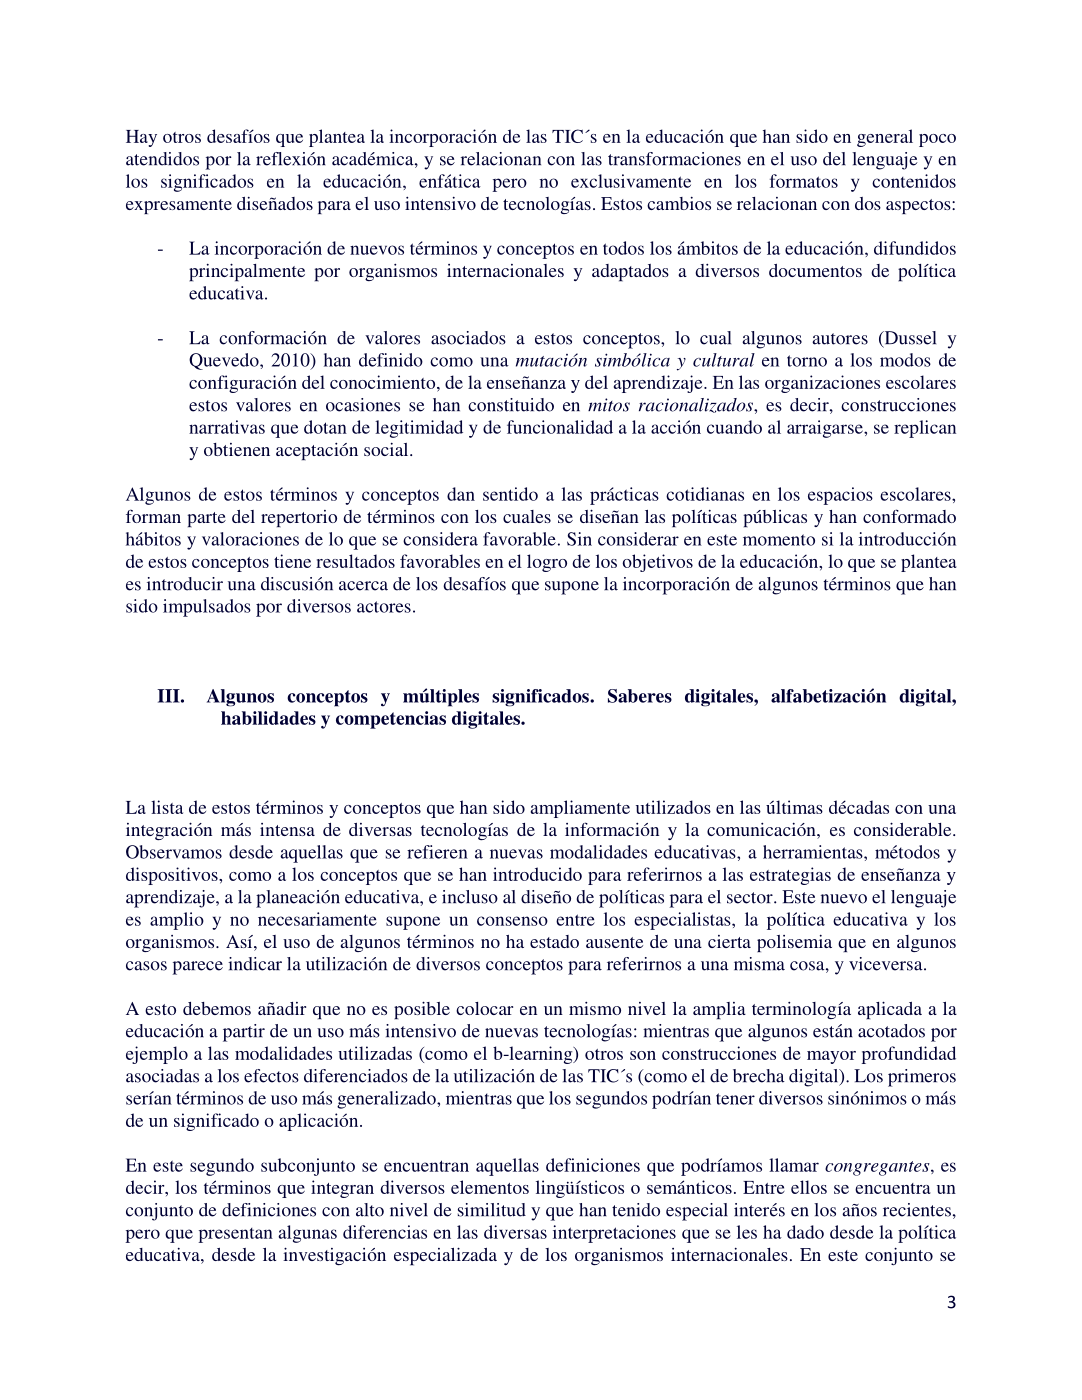 Hay otros desafíos que plantea la incorporación de las TIC´s en la educación que han sido en general poco
atendidos por la reflexión académica, y se relacionan con las transformaciones en el uso del lenguaje y en
los significados en la educación, enfática pero no exclusivamente en los formatos y contenidos
expresamente diseñados para el uso intensivo de tecnologías. Estos cambios se relacionan con dos aspectos:
- La incorporación de nuevos términos y conceptos en todos los ámbitos de la educación, difundidos
principalmente por organismos internacionales y adaptados a diversos documentos de política
educativa.
- La conformación de valores asociados a estos conceptos, lo cual algunos autores (Dussel y
Quevedo, 2010) han definido como una mutación simbólica y cultural en torno a los modos de
configuración del conocimiento, de la enseñanza y del aprendizaje. En las organizaciones escolares
estos valores en ocasiones se han constituido en mitos racionalizados, es decir, construcciones
narrativas que dotan de legitimidad y de funcionalidad a la acción cuando al arraigarse, se replican
y obtienen aceptación social.
Algunos de estos términos y conceptos dan sentido a las prácticas cotidianas en los espacios escolares,
forman parte del repertorio de términos con los cuales se diseñan las políticas públicas y han conformado
hábitos y valoraciones de lo que se considera favorable. Sin considerar en este momento si la introducción
de estos conceptos tiene resultados favorables en el logro de los objetivos de la educación, lo que se plantea
es introducir una discusión acerca de los desafíos que supone la incorporación de algunos términos que han
sido impulsados por diversos actores.
III. Algunos conceptos y múltiples significados. Saberes digitales, alfabetización digital,
habilidades y competencias digitales.
La lista de estos términos y conceptos que han sido ampliamente utilizados en las últimas décadas con una
integración más intensa de diversas tecnologías de la información y la comunicación, es considerable.
Observamos desde aquellas que se refieren a nuevas modalidades educativas, a herramientas, métodos y
dispositivos, como a los conceptos que se han introducido para referirnos a las estrategias de enseñanza y
aprendizaje, a la planeación educativa, e incluso al diseño de políticas para el sector. Este nuevo el lenguaje
es amplio y no necesariamente supone un consenso entre los especialistas, la política educativa y los
organismos. Así, el uso de algunos términos no ha estado ausente de una cierta polisemia que en algunos
casos parece indicar la utilización de diversos conceptos para referirnos a una misma cosa, y viceversa.
A esto debemos añadir que no es posible colocar en un mismo nivel la amplia terminología aplicada a la
educación a partir de un uso más intensivo de nuevas tecnologías: mientras que algunos están acotados por
ejemplo a las modalidades utilizadas (como el b-learning) otros son construcciones de mayor profundidad
asociadas a los efectos diferenciados de la utilización de las TIC´s (como el de brecha digital). Los primeros
serían términos de uso más generalizado, mientras que los segundos podrían tener diversos sinónimos o más
de un significado o aplicación.
En este segundo subconjunto se encuentran aquellas definiciones que podríamos llamar congregantes, es
decir, los términos que integran diversos elementos lingüísticos o semánticos. Entre ellos se encuentra un
conjunto de definiciones con alto nivel de similitud y que han tenido especial interés en los años recientes,
pero que presentan algunas diferencias en las diversas interpretaciones que se les ha dado desde la política
educativa, desde la investigación especializada y de los organismos internacionales. En este conjunto se
3